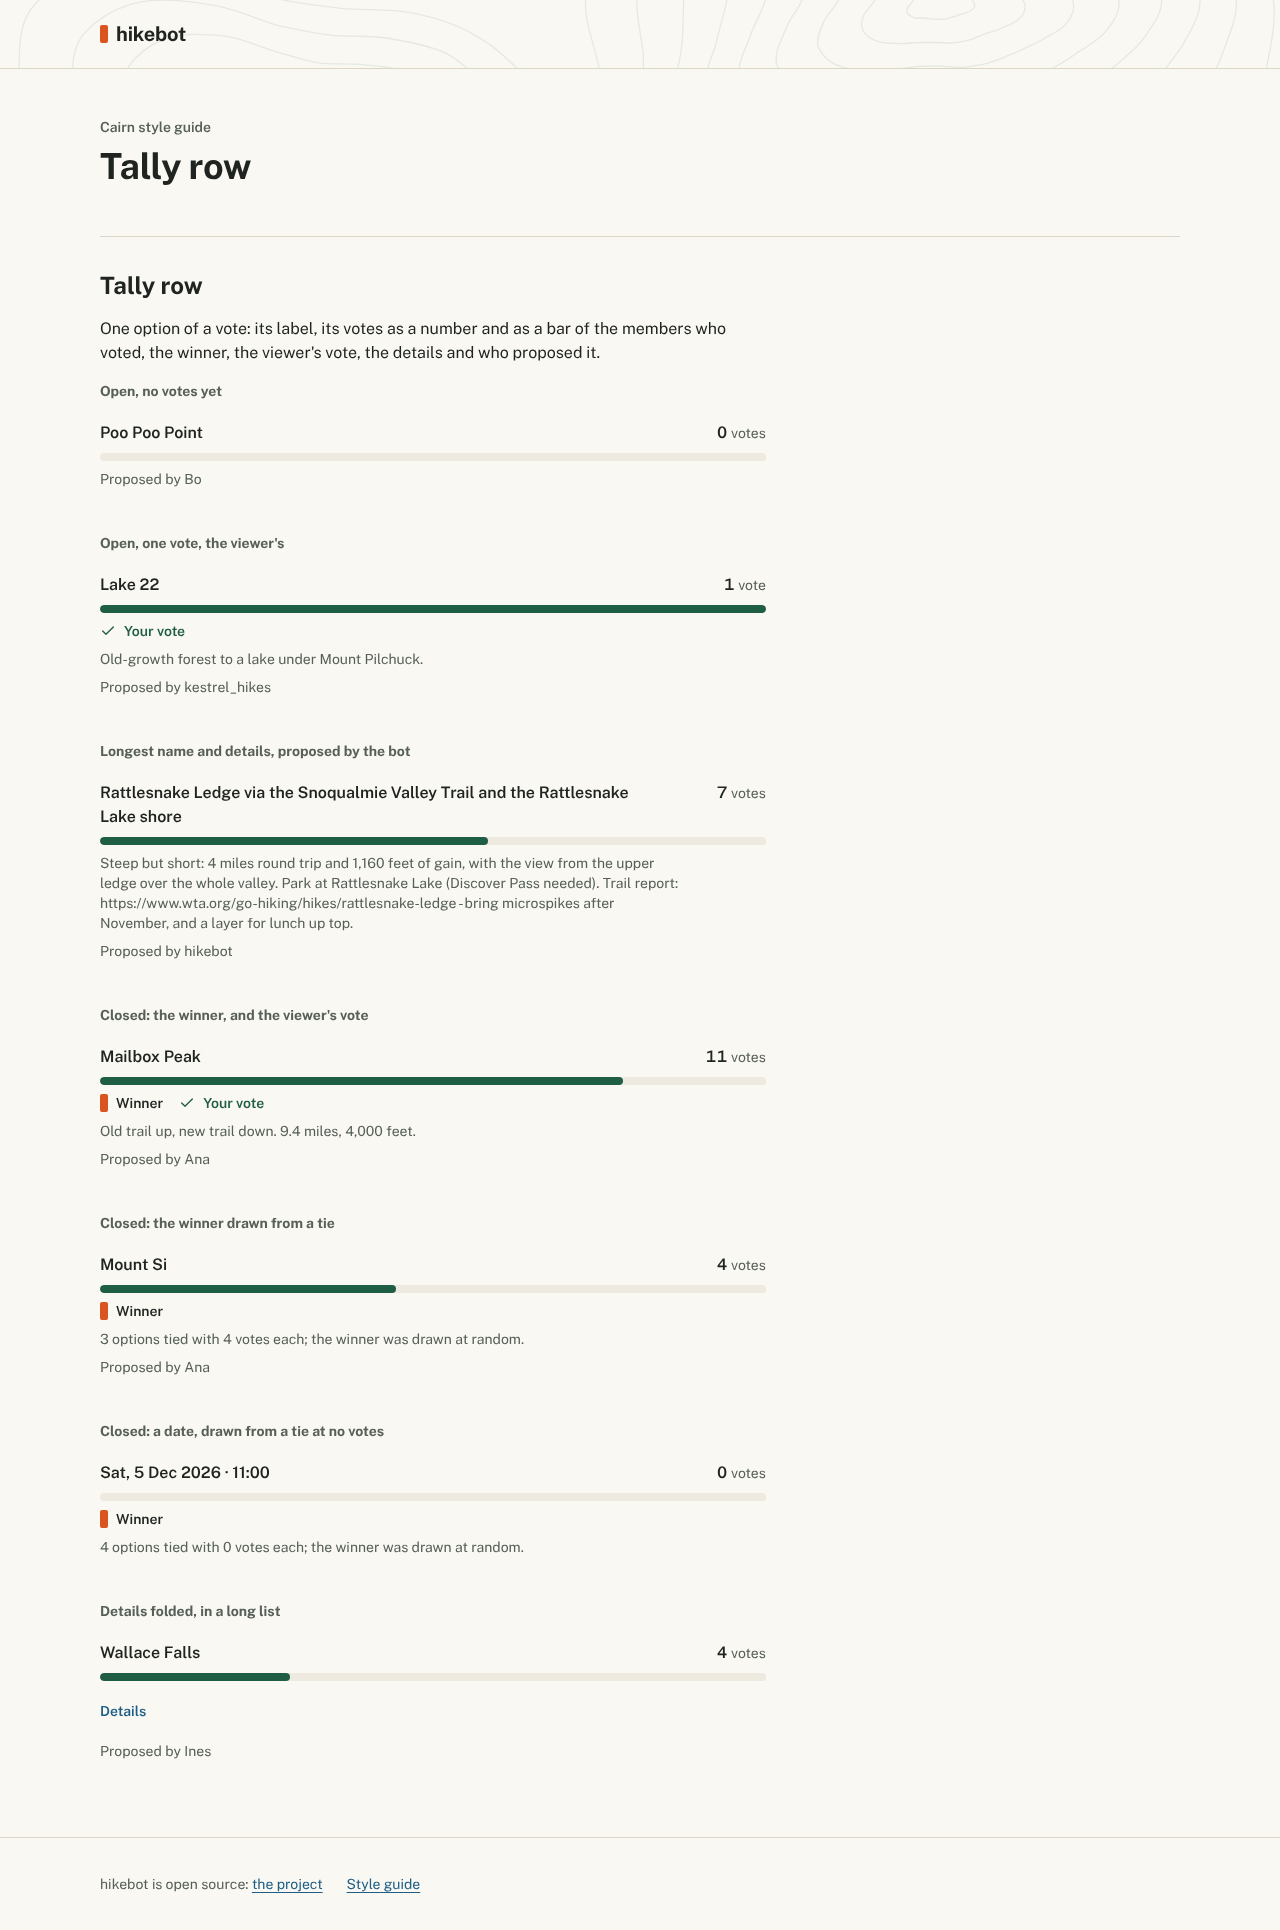 hikebot
Cairn style guide
Tally row
Tally row
One option of a vote: its label, its votes as a number and as a bar of the members who
voted, the winner, the viewer's vote, the details and who proposed it.
Open, no votes yet
Poo Poo Point 0 votes
Proposed by Bo
Open, one vote, the viewer's
Lake 22 1 vote
Your vote
Old-growth forest to a lake under Mount Pilchuck.
Proposed by kestrel_hikes
Longest name and details, proposed by the bot
Rattlesnake Ledge via the Snoqualmie Valley Trail and the Rattlesnake 7 votes
Lake shore
Steep but short: 4 miles round trip and 1,160 feet of gain, with the view from the upper
ledge over the whole valley. Park at Rattlesnake Lake (Discover Pass needed). Trail report:
https://www.wta.org/go-hiking/hikes/rattlesnake-ledge - bring microspikes after
November, and a layer for lunch up top.
Proposed by hikebot
Closed: the winner, and the viewer's vote
Mailbox Peak 11 votes
Winner Your vote
Old trail up, new trail down. 9.4 miles, 4,000 feet.
Proposed by Ana
Closed: the winner drawn from a tie
Mount Si 4 votes
Winner
3 options tied with 4 votes each; the winner was drawn at random.
Proposed by Ana
Closed: a date, drawn from a tie at no votes
Sat, 5 Dec 2026 · 11:00 0 votes
Winner
4 options tied with 0 votes each; the winner was drawn at random.
Details folded, in a long list
Wallace Falls 4 votes
Details
Proposed by Ines
hikebot is open source: the project Style guide